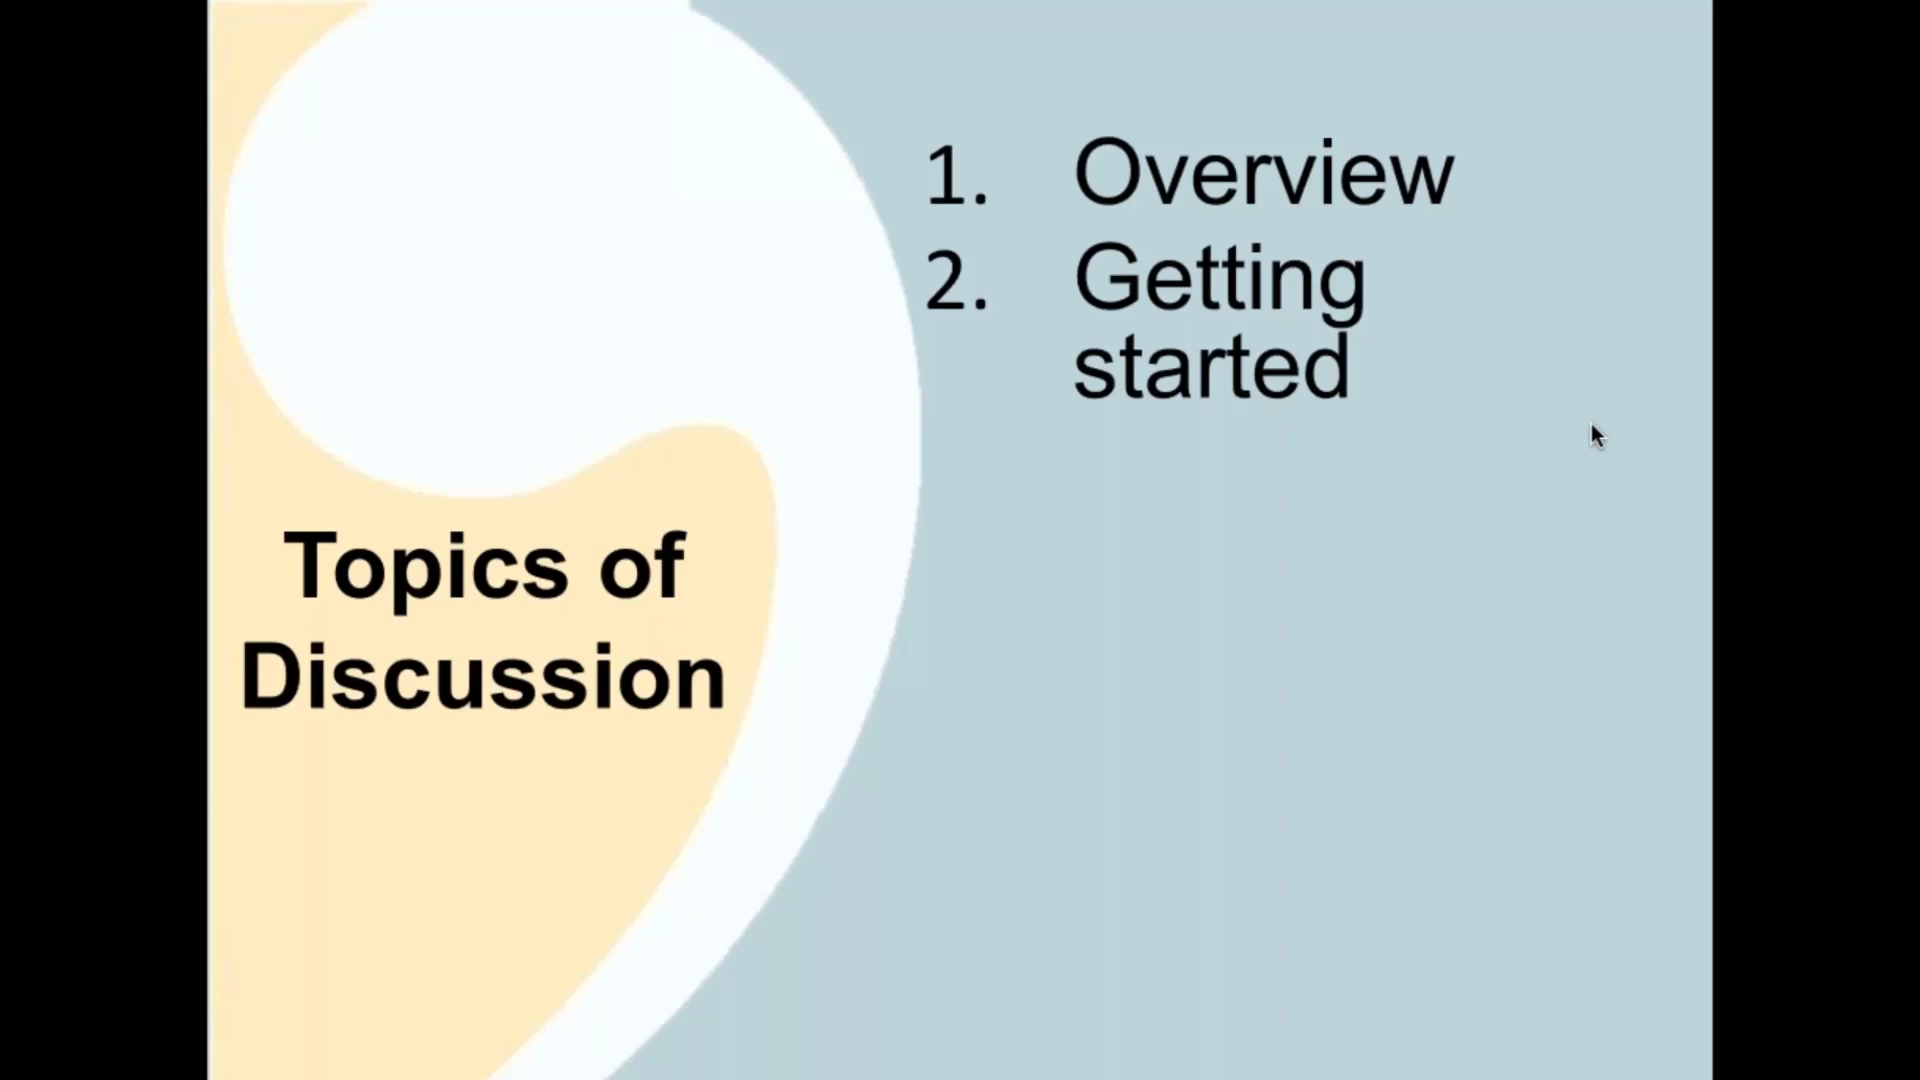 Topics of
Discussion
1. Overview
2. Getting
started